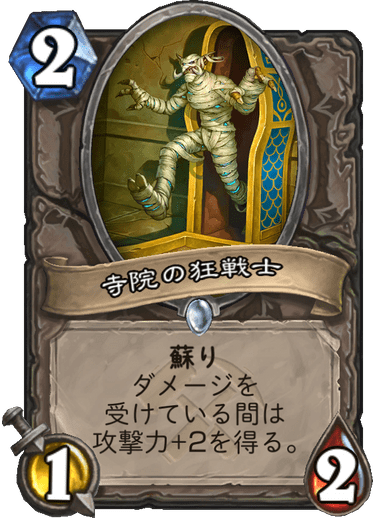 2
寺院の狂戦士
蘇り
ダメージを
受けている間は
攻撃力+2を得る。
1
2